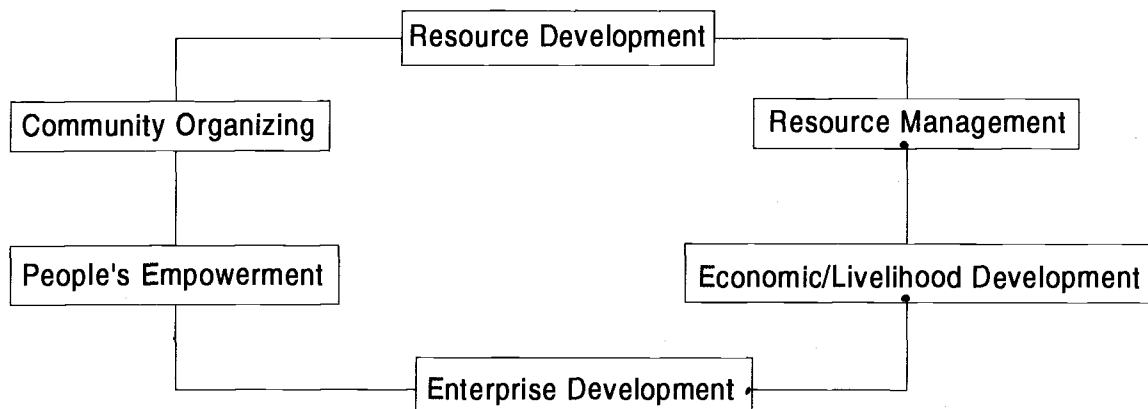 Resource Development
Community Organizing
Resource Management
People's Empowerment
Economic/Livelihood Development
Enterprise Development